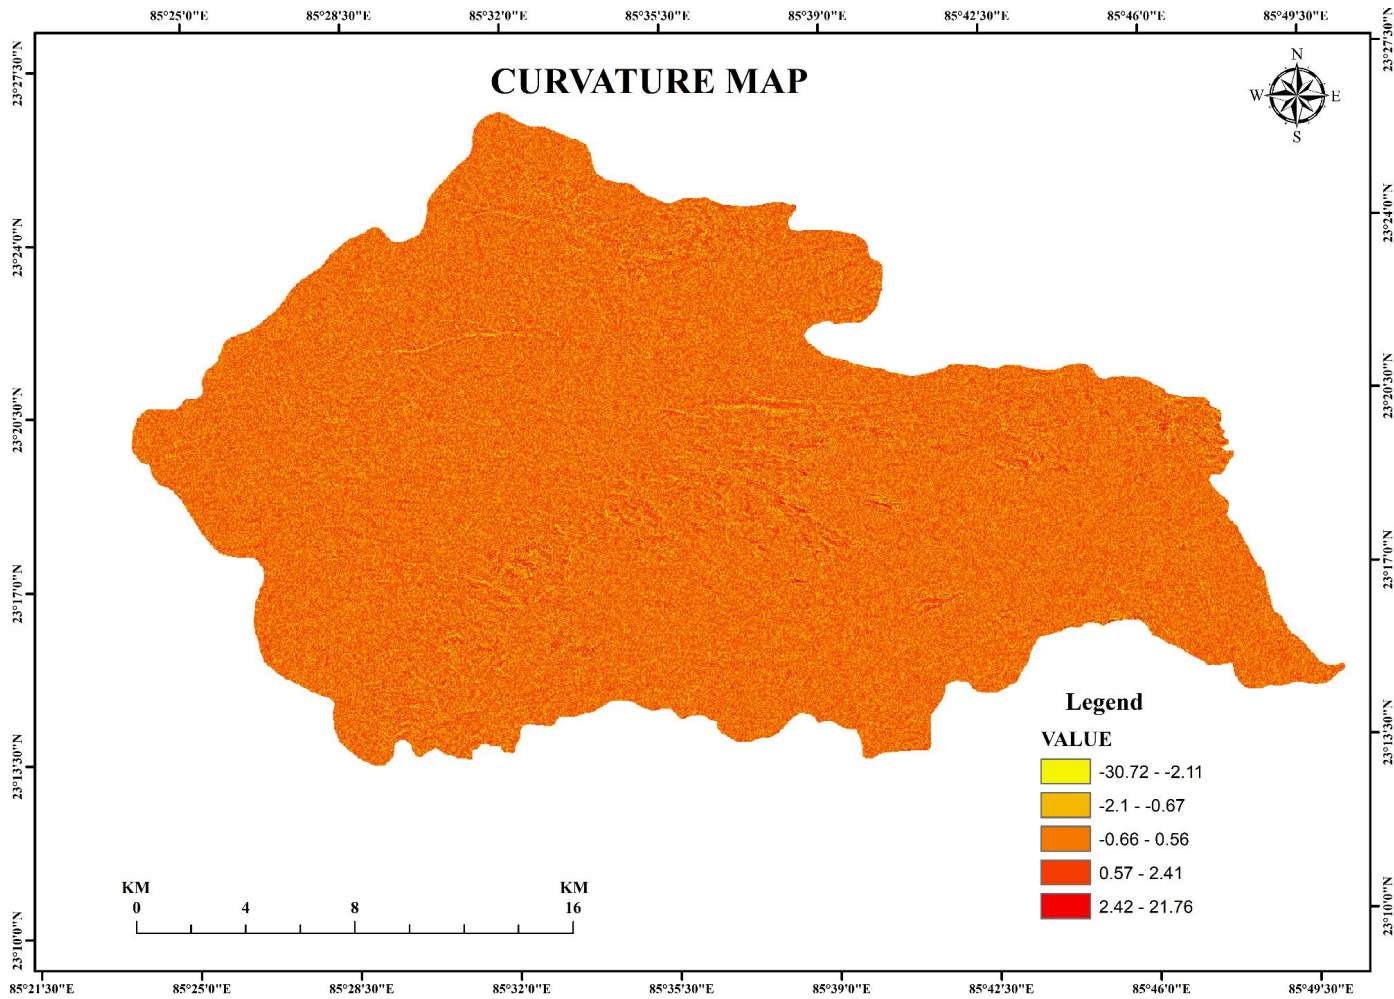 85°25'0"E 85°28'30"E 85°32'0"E 85°35'30"E 85°39'0"E 85°42'30"E 85°46'0"E 85°49'30"E
CURVATURE MAP
N
W E
S
23°27'30"N
23°24'0"N
23°20'30"N
23°17'0"N
23°13'30"N
23°10'0"N
23°27'30"N
23°24'0"N
23°20'30"N
23°17'0"N
23°13'30"N
23°10'0"N
Legend
VALUE
-30.72 - -2.11
-2.1 - -0.67
-0.66 - 0.56
0.57 - 2.41
2.42 - 21.76
KM KM
0 4 8 16
85°21'30"E 85°25'0"E 85°28'30"E 85°32'0"E 85°35'30"E 85°39'0"E 85°42'30"E 85°46'0"E 85°49'30"E